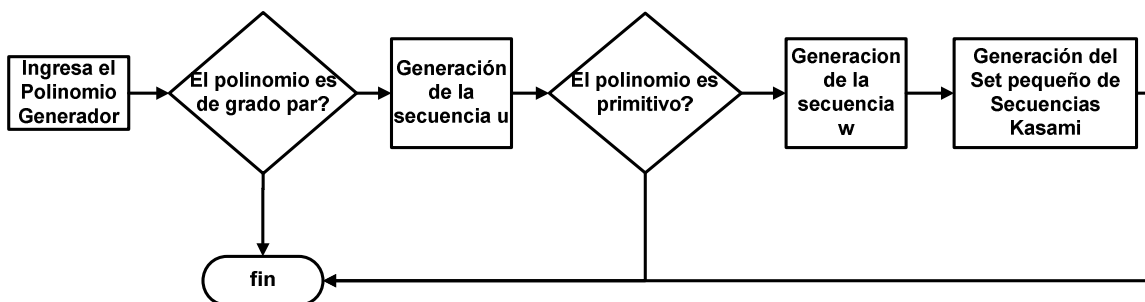 Ingresa el
Polinomio
Generador
El polinomio es
de grado par?
Generación
de la
secuencia u
El polinomio es
primitivo?
Generacion
de la
secuencia
w
Generación del
Set pequeño de
Secuencias
Kasami
fin